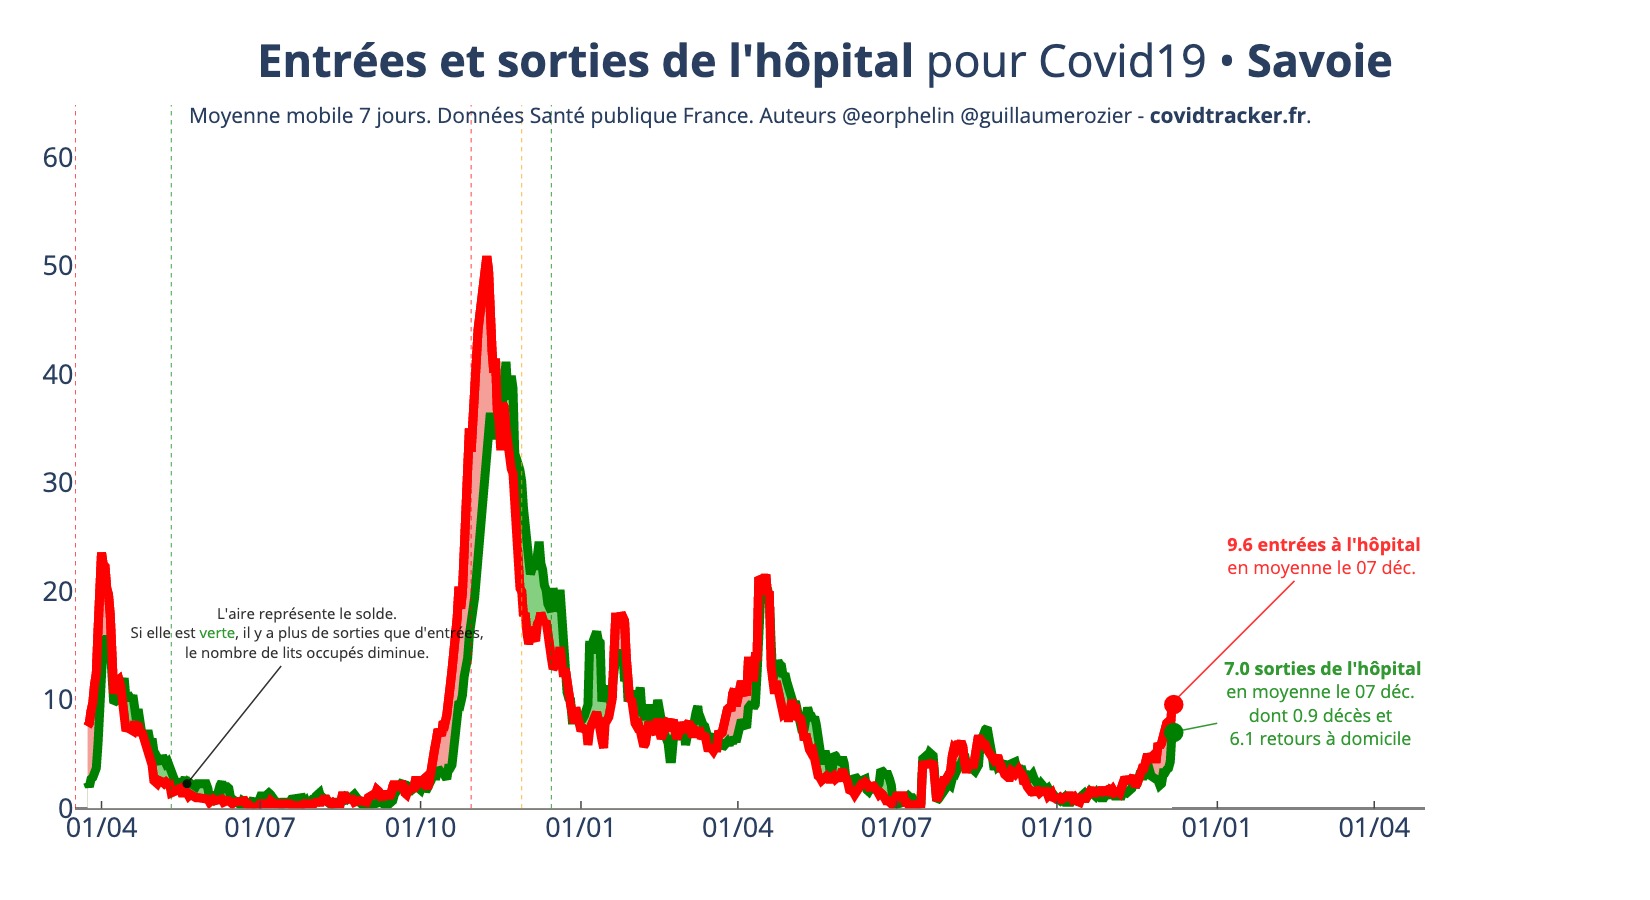 Entrées et sorties de l'hôpital pour Covid19 • Savoie
Moyenne mobile 7 jours. Données Santé publique France. Auteurs @eorphelin @guillaumerozier - covidtracker.fr.
60
50
40
30
20
10
0
L'aire représente le solde.
Si elle est verte, il y a plus de sorties que d'entrées,
le nombre de lits occupés diminue.
9.6 entrées à l'hôpital
en moyenne le 07 déc.
7.0 sorties de l'hôpital
en moyenne le 07 déc.
dont 0.9 décès et
6.1 retours à domicile
01/04 01/07 01/10 01/01 01/04 01/07 01/10 01/01 01/04